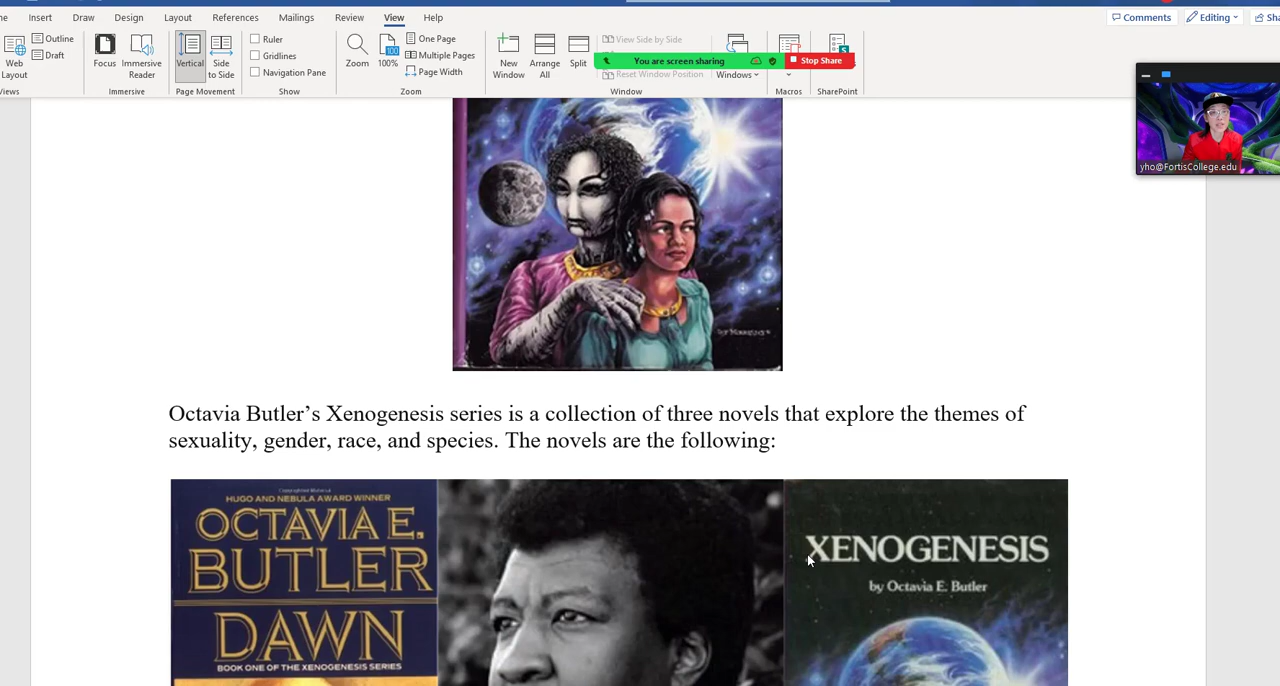 Insert Draw Design Layout References Mailings Review View Help Comments Editing
Outline
Draft
Web
Layout
Focus
Immersive
Reader
Vertical
Side
to Side
Ruler
Gridlines
Navigation Pane
Zoom
100%
One Page
Multiple Pages
Page Width
New
Window
Arrange
All
Split
View Side by Side
Reset Window Position
You are screen sharing
Stop Share
Windows
Immersive
Page Movement
Show
Zoom
Window
Macros
SharePoint
yho@FortisCollege.edu
Octavia Butler’s Xenogenesis series is a collection of three novels that explore the themes of
sexuality, gender, race, and species. The novels are the following:
HUGO AND NEBULA AWARD WINNER
OCTAVIA E.
BUTLER
DAWN
BOOK ONE OF THE XENOGENESIS SERIES
XENOGENESIS
by Octavia E. Butler